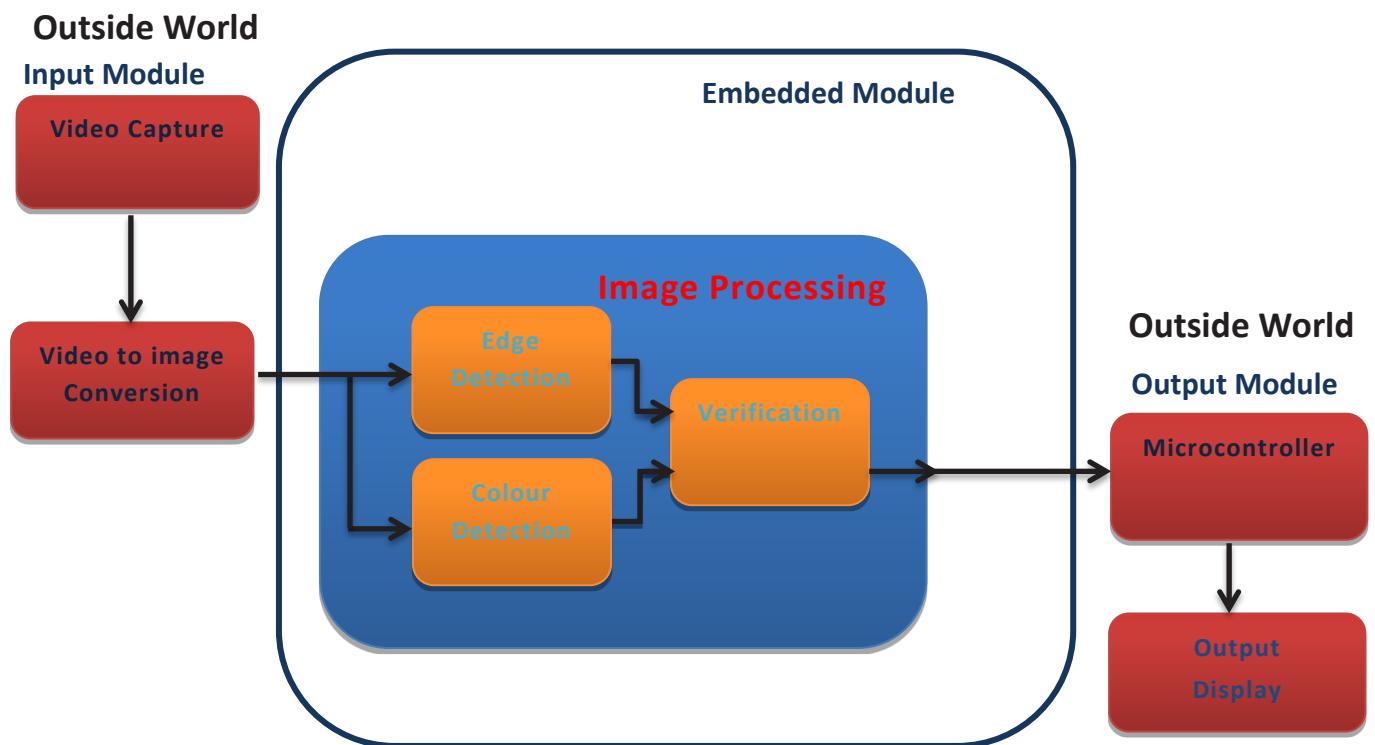 Outside World
Input Module
Video Capture
Video to image
Conversion
Embedded Module
Image Processing
Edge
Detection
Colour
Detection
Verification
Outside World
Output Module
Microcontroller
Output
Display